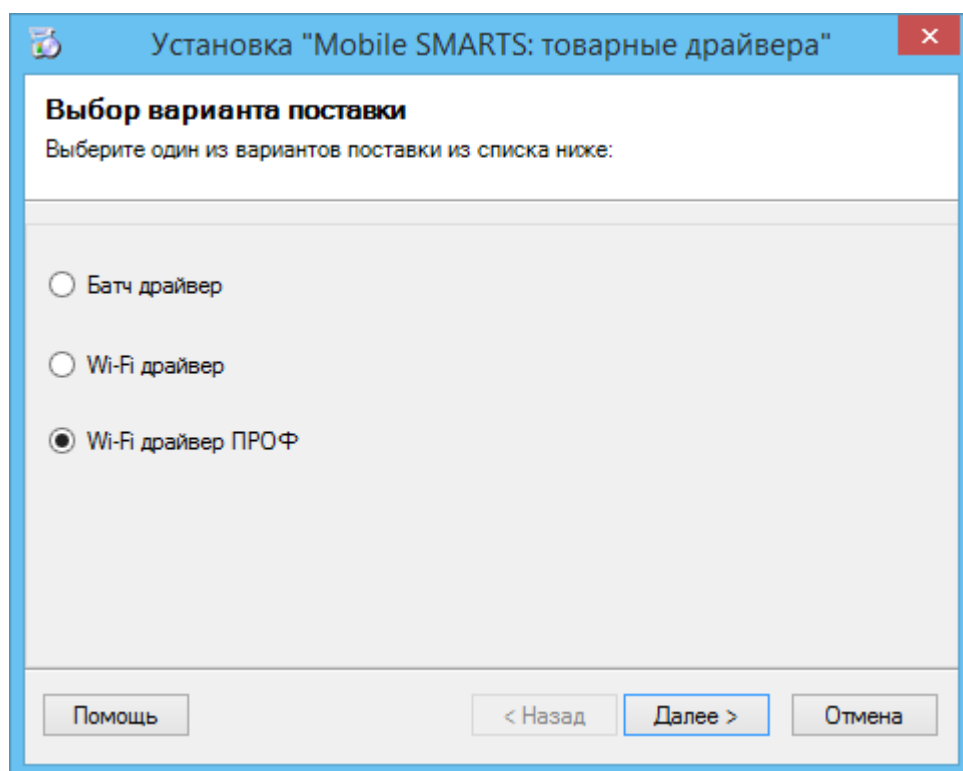 Установка "Mobile SMARTS: товарные драйвера"
Выбор варианта поставки
Выберите один из вариантов поставки из списка ниже:
Батч драйвер
Wi-Fi драйвер
Wi-Fi драйвер ПРОФ
Помощь < Назад Далее > Отмена